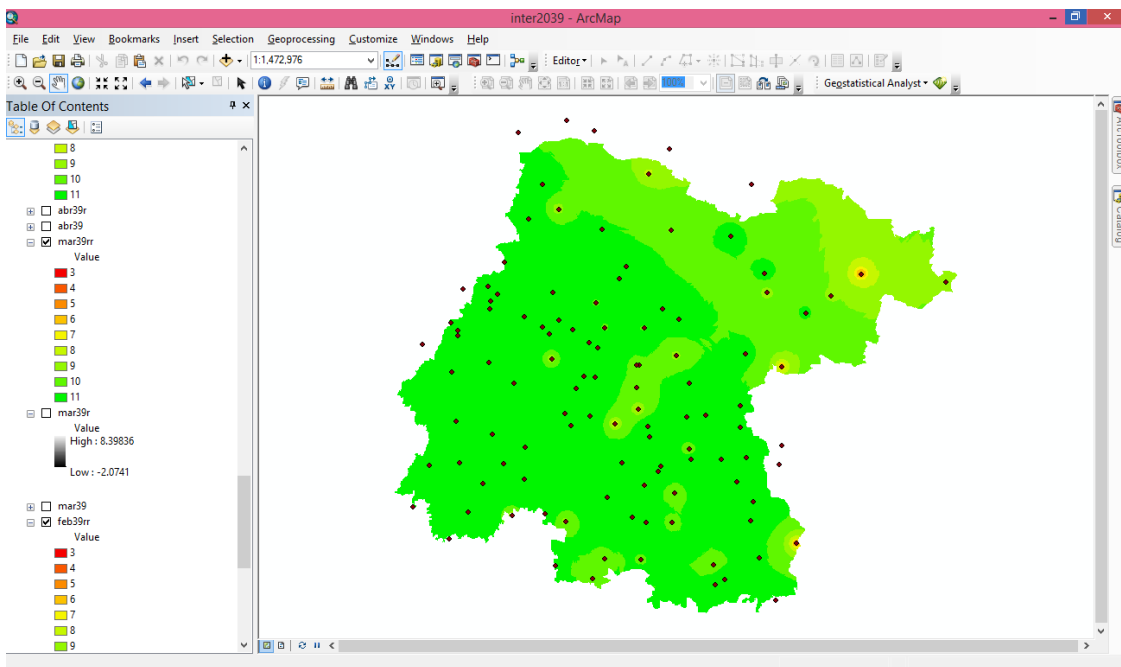 inter2039 - ArcMap
File Edit View Bookmarks Insert Selection Geoprocessing Customize Windows Help
1:1,472,976
Editor
100%
Geostatistical Analyst
Table Of Contents
8
9
10
11
abr39r
abr39
mar39rr
Value
3
4
5
6
7
8
9
10
11
mar39r
Value
High : 8.39836
Low : -2.0741
mar39
feb39rr
Value
3
4
5
6
7
8
9
ArcToolbox
Catalog